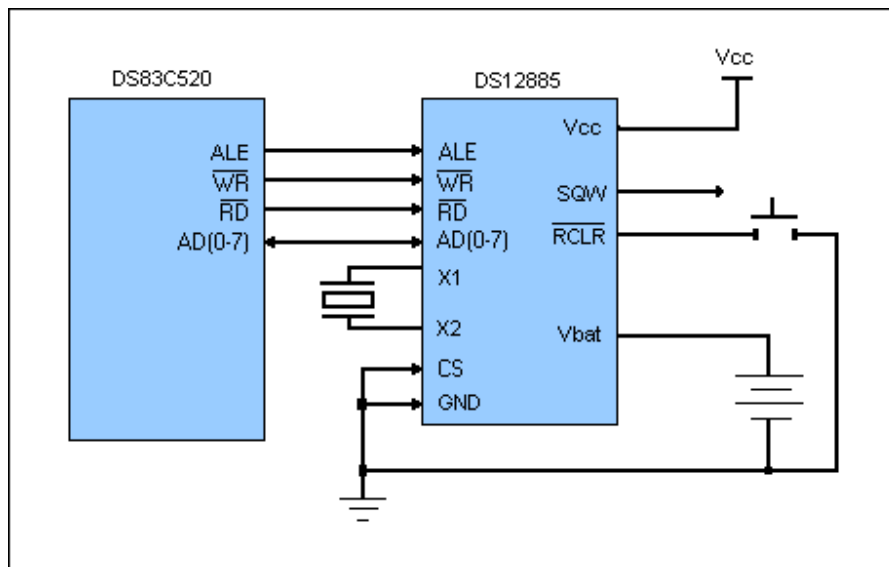 Vcc
DS83C520
DS12885
Vcc
ALE
ALE
WR
WR
SQW
RD
RD
RCLR
AD(0-7)
AD(0-7)
X1
X2
Vbat
CS
GND